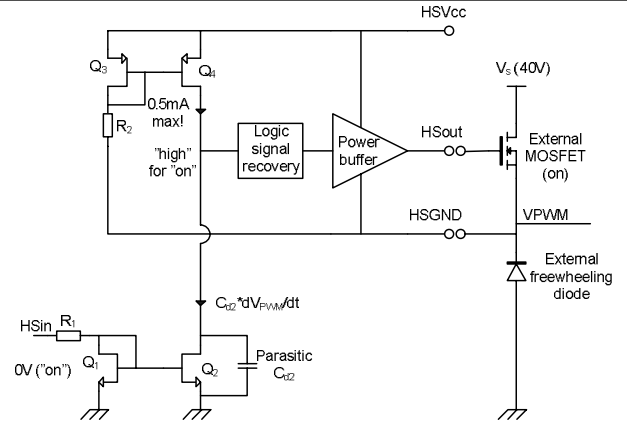 HSVcc
Q3
Q4
VS (40V)
0.5mA
max!
R2
"high"
for "on"
Logic
signal
recovery
Power
buffer
HSout
External
MOSFET
(on)
HSGND
VPWM
External
freewheeling
diode
Cd2*dVPWM/dt
HSin
R1
0V ("on")
Q1
Q2
Parasitic
Cd2